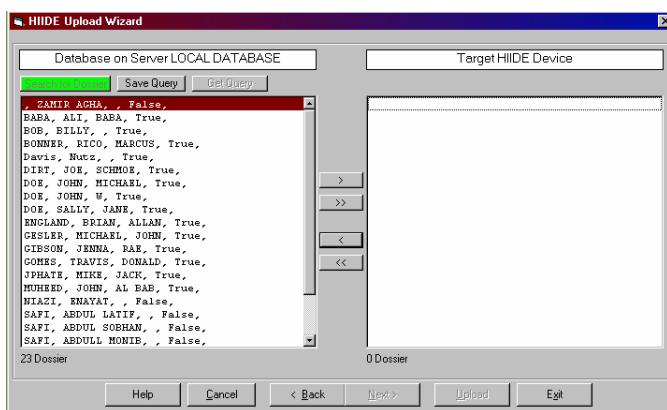 HIIDE Upload Wizard
Database on Server LOCAL DATABASE
Target HIIDE Device
Search for Dossier Save Query Get Query
, ZAMIR AGHA, , False,
BABA, ALI, BABA, True,
BOB, BILLY, , True,
BONNER, RICO, MARCUS, True,
Davis, Nutz, , True,
DIRT, JOE, SCHMOE, True,
DOE, JOHN, MICHAEL, True,
DOE, JOHN, W, True,
DOE, SALLY, JANE, True,
ENGLAND, BRIAN, ALLAN, True,
GESLER, MICHAEL, JOHN, True,
GIBSON, JENNA, RAE, True,
GOMES, TRAVIS, DONALD, True,
JPHATE, MIKE, JACK, True,
MUHEED, JOHN, AL BAB, True,
NIAZI, ENAYAT, , False,
SAFI, ABDUL LATIF, , False,
SAFI, ABDUL SOBHAN, , False,
SAFI, ABDULL MONIB, , False,
>
>>
<
<<
23 Dossier
0 Dossier
Help Cancel < Back Next > Upload Exit